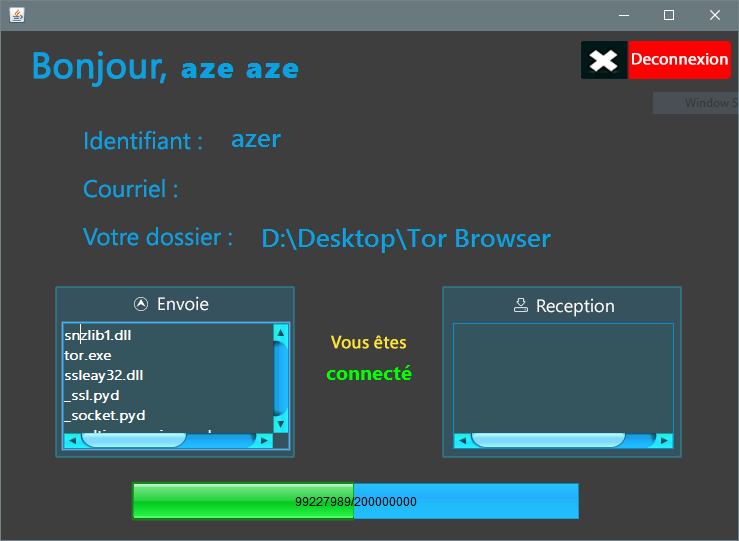 Bonjour, aze aze
Deconnexion
Window S
Identifiant : azer
Courriel :
Votre dossier : D:\Desktop\Tor Browser
Envoie
snzlib1.dll
tor.exe
ssleay32.dll
_ssl.pyd
_socket.pyd
Vous êtes
connecté
Reception
99227989/200000000